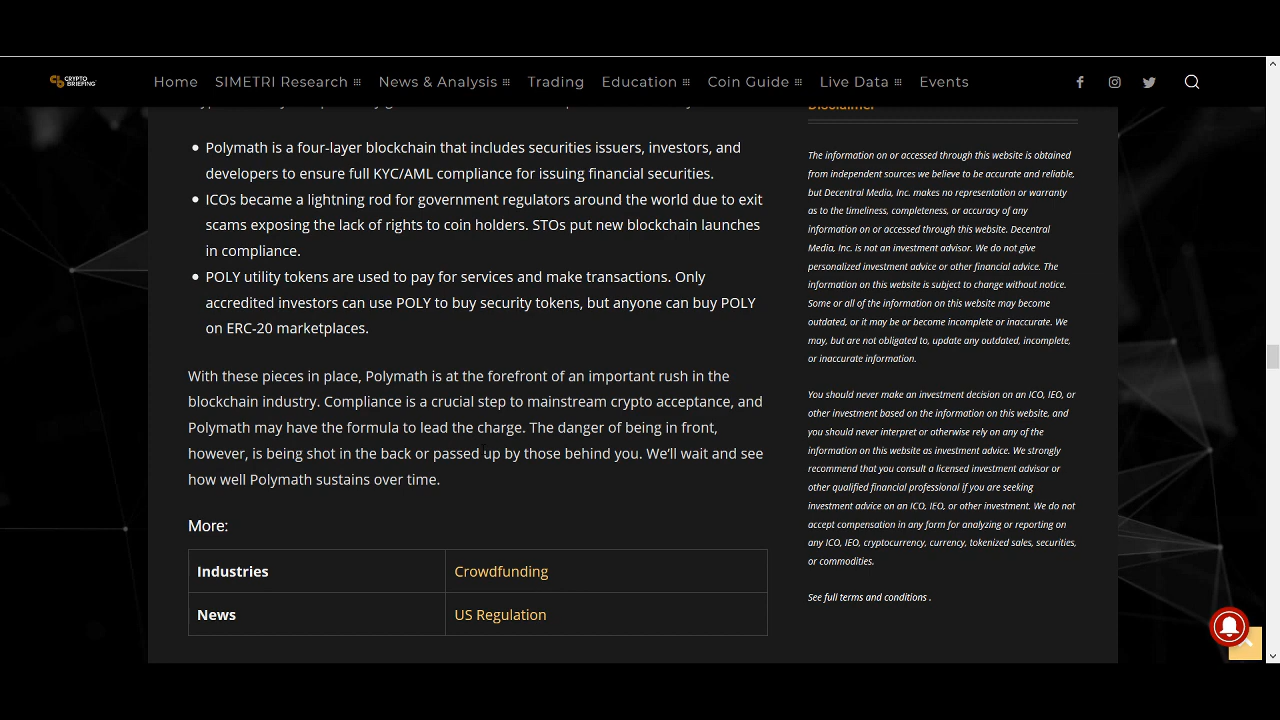 CRYPTO
BRIEFING
Home
SIMETRI Research
News & Analysis
Trading
Education
Coin Guide
Live Data
Events
Polymath is a four-layer blockchain that includes securities issuers, investors, and
developers to ensure full KYC/AML compliance for issuing financial securities.
ICOs became a lightning rod for government regulators around the world due to exit
scams exposing the lack of rights to coin holders. STOs put new blockchain launches
in compliance.
POLY utility tokens are used to pay for services and make transactions. Only
accredited investors can use POLY to buy security tokens, but anyone can buy POLY
on ERC-20 marketplaces.
With these pieces in place, Polymath is at the forefront of an important rush in the
blockchain industry. Compliance is a crucial step to mainstream crypto acceptance, and
Polymath may have the formula to lead the charge. The danger of being in front,
however, is being shot in the back or passed up by those behind you. We’ll wait and see
how well Polymath sustains over time.
More:
Industries
Crowdfunding
News
US Regulation
Disclaimer
The information on or accessed through this website is obtained
from independent sources we believe to be accurate and reliable,
but Decentral Media, Inc. makes no representation or warranty
as to the timeliness, completeness, or accuracy of any
information on or accessed through this website. Decentral
Media, Inc. is not an investment advisor. We do not give
personalized investment advice or other financial advice. The
information on this website is subject to change without notice.
Some or all of the information on this website may become
outdated, or it may be or become incomplete or inaccurate. We
may, but are not obligated to, update any outdated, incomplete,
or inaccurate information.
You should never make an investment decision on an ICO, IEO, or
other investment based on the information on this website, and
you should never interpret or otherwise rely on any of the
information on this website as investment advice. We strongly
recommend that you consult a licensed investment advisor or
other qualified financial professional if you are seeking
investment advice on an ICO, IEO, or other investment. We do not
accept compensation in any form for analyzing or reporting on
any ICO, IEO, cryptocurrency, currency, tokenized sales, securities,
or commodities.
See full terms and conditions .